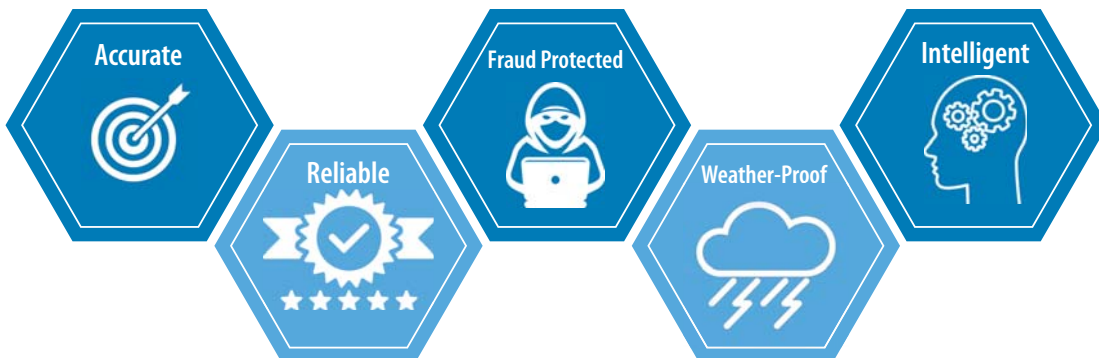 Accurate
Reliable
Fraud Protected
Weather-Proof
Intelligent